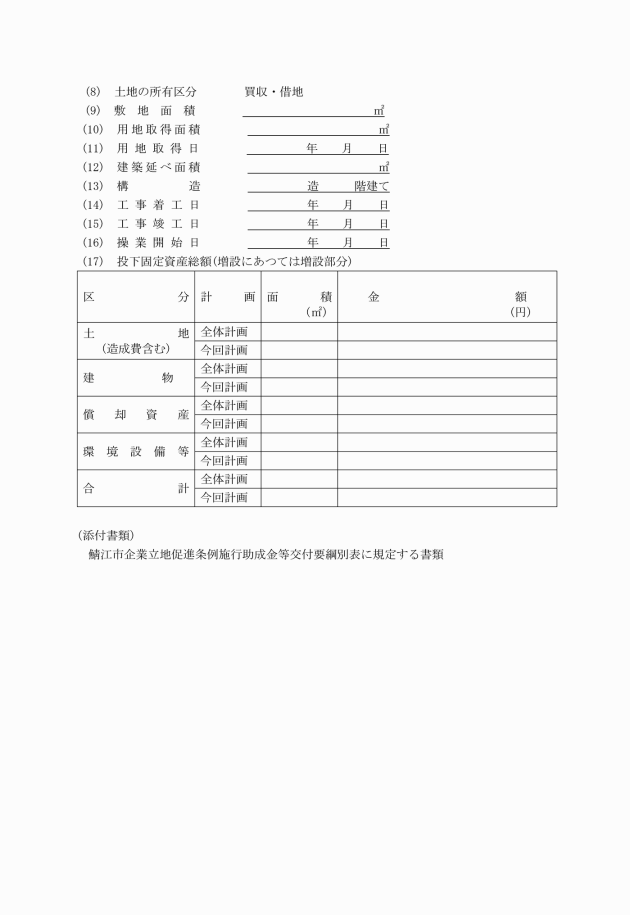 (8) 土地の所有区分 買収・借地
(9) 敷地面積 ㎡
(10) 用地取得面積 ㎡
(11) 用地取得日 年 月 日
(12) 建築延べ面積 ㎡
(13) 構造 造 階建て
(14) 工事着工日 年 月 日
(15) 工事竣工日 年 月 日
(16) 操業開始日 年 月 日
(17) 投下固定資産総額(増設にあつては増設部分)
区分 計画 面積 金額
(㎡) (円)
土地 全体計画
(造成費含む) 今回計画
建物 全体計画
今回計画
償却資産 全体計画
今回計画
環境設備等 全体計画
今回計画
合計 全体計画
今回計画
(添付書類)
鯖江市企業立地促進条例施行助成金等交付要綱別表に規定する書類